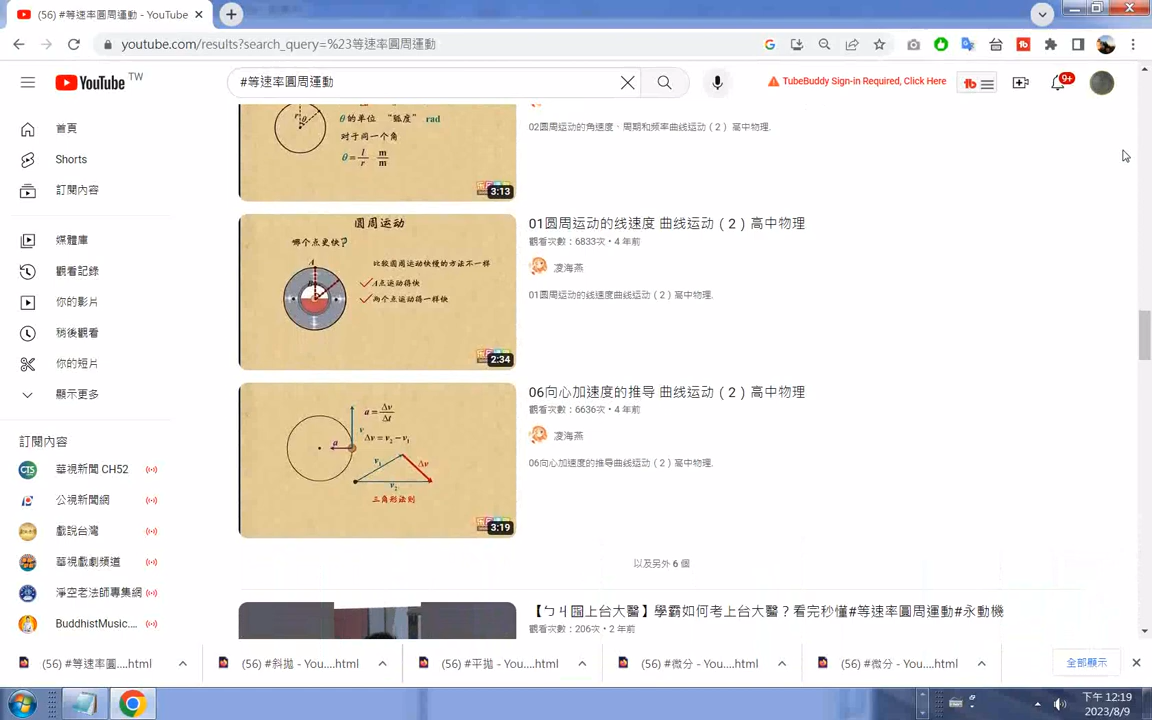 (56) #等速率圓周運動 - YouTube
youtube.com/results?search_query=%23等速率圓周運動
YouTube TW
#等速率圓周運動
TubeBuddy Sign-in Required, Click Here
tb
9+
首頁
Shorts
訂閱內容
媒體庫
觀看記錄
你的影片
稍後觀看
你的短片
顯示更多
訂閱內容
華視新聞 CH52
公視新聞網
戲說台灣
華視戲劇頻道
淨空老法師專集網
BuddhistMusic....
r θ
θ的单位 “弧度” rad
对于同一个角
θ = l/r m/m
3:13
02圆周运动的角速度、周期和频率曲线运动（2）高中物理.
圆周运动
哪个点更快?
A
比较圆周运动快慢的方法不一样
A点运动得快
两个点运动得一样快
2:34
01圆周运动的线速度 曲线运动（2）高中物理
觀看次數：6833次 • 4 年前
凌海燕
01圆周运动的线速度曲线运动（2）高中物理.
a = Δv/Δt
v
Δv = v₂ − v₁
a
v₁ Δv
v₂
三角形法则
3:19
06向心加速度的推导 曲线运动（2）高中物理
觀看次數：6636次 • 4 年前
凌海燕
06向心加速度的推导曲线运动（2）高中物理.
以及另外 6 個
【ㄅㄐ囸上台大醫】學霸如何考上台大醫？看完秒懂#等速率圓周運動#永動機
觀看次數：206次 • 2 年前
(56) #等速率圓....html
(56) #斜拋 - You....html
(56) #平拋 - You....html
(56) #微分 - You....html
(56) #微分 - You....html
全部顯示
下午 12:19
2023/8/9